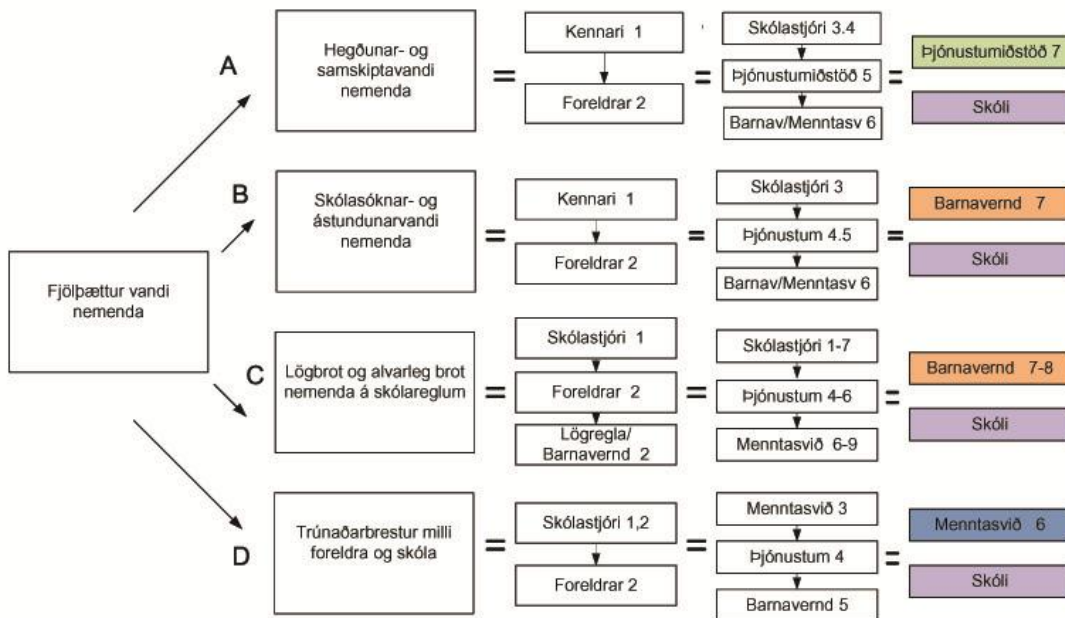 A
Hegðunar- og
samskiptavandi
nemenda
=
Kennari 1
Foreldrar 2
=
Skólastjóri 3.4
Þjónustumiðstöð 5
Barnav/Menntasv 6
=
Þjónustumiðstöð 7
Skóli
B
Skólasóknar- og
ástundunarvandi
nemenda
=
Kennari 1
Foreldrar 2
=
Skólastjóri 3
Þjónustum 4.5
Barnav/Menntasv 6
=
Barnavernd 7
Skóli
Fjölþættur vandi
nemenda
C
Lögbrot og alvarleg brot
nemenda á skólareglum
=
Skólastjóri 1
Foreldrar 2
Lögregla/
Barnavernd 2
=
Skólastjóri 1-7
Þjónustum 4-6
Menntasvið 6-9
=
Barnavernd 7-8
Skóli
D
Trúnaðarbrestur milli
foreldra og skóla
=
Skólastjóri 1,2
Foreldrar 2
=
Menntasvið 3
Þjónustum 4
Barnavernd 5
=
Menntasvið 6
Skóli